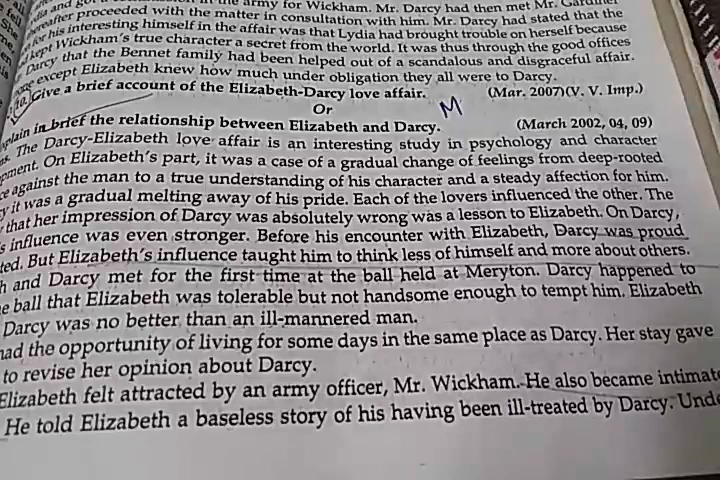 the army for Wickham. Mr. Darcy had then met Mr. Gardiner
proceeded with the matter in consultation with him. Mr. Darcy had stated that the
his interesting himself in the affair was that Lydia had brought trouble on herself because
kept Wickham's true character a secret from the world. It was thus through the good offices
Darcy that the Bennet family had been helped out of a scandalous and disgraceful affair.
except Elizabeth knew how much under obligation they all were to Darcy.
10. Give a brief account of the Elizabeth-Darcy love affair. (Mar. 2007)(V. V. Imp.)
Or M
in brief the relationship between Elizabeth and Darcy. (March 2002, 04, 09)
The Darcy-Elizabeth love affair is an interesting study in psychology and character
On Elizabeth's part, it was a case of a gradual change of feelings from deep-rooted
against the man to a true understanding of his character and a steady affection for him.
it was a gradual melting away of his pride. Each of the lovers influenced the other. The
that her impression of Darcy was absolutely wrong was a lesson to Elizabeth. On Darcy,
influence was even stronger. Before his encounter with Elizabeth, Darcy was proud
But Elizabeth's influence taught him to think less of himself and more about others.
and Darcy met for the first time at the ball held at Meryton. Darcy happened to
ball that Elizabeth was tolerable but not handsome enough to tempt him. Elizabeth
Darcy was no better than an ill-mannered man.
had the opportunity of living for some days in the same place as Darcy. Her stay gave
to revise her opinion about Darcy.
Elizabeth felt attracted by an army officer, Mr. Wickham. He also became intimate
He told Elizabeth a baseless story of his having been ill-treated by Darcy. Unde